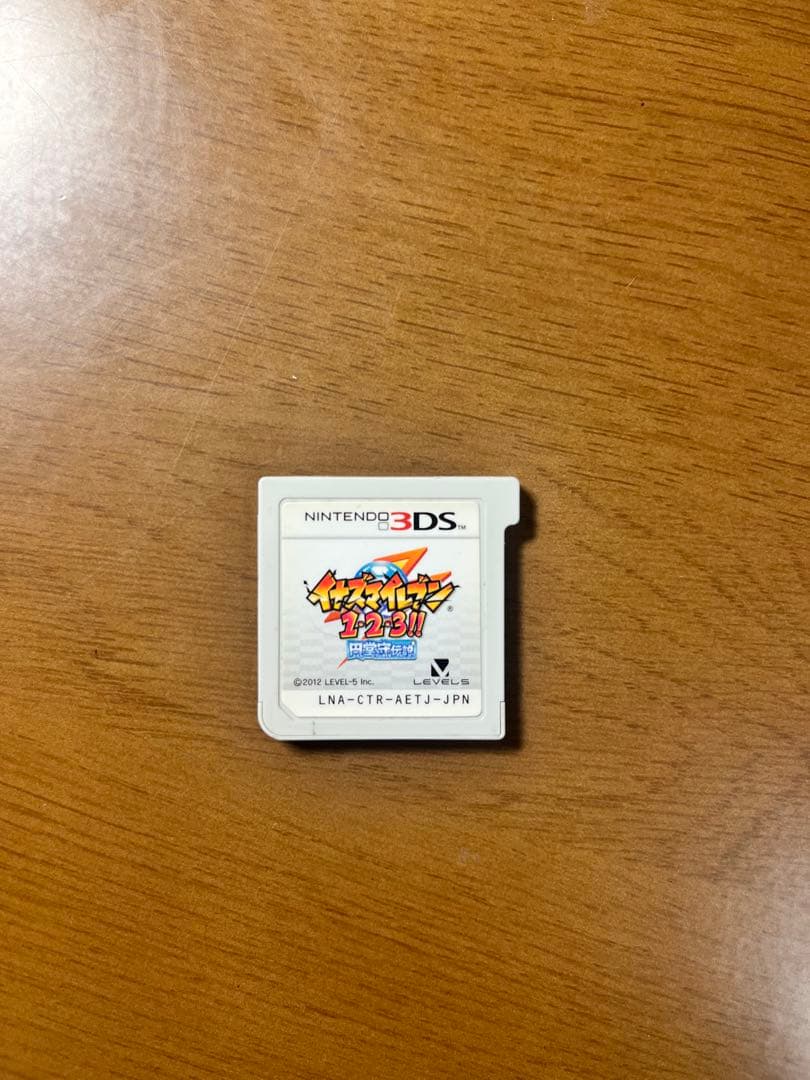 NINTENDO 3DS™
イナズマイレブン®
1・2・3!!
円堂守伝説
©2012 LEVEL-5 Inc.
LEVEL5
LNA-CTR-AETJ-JPN